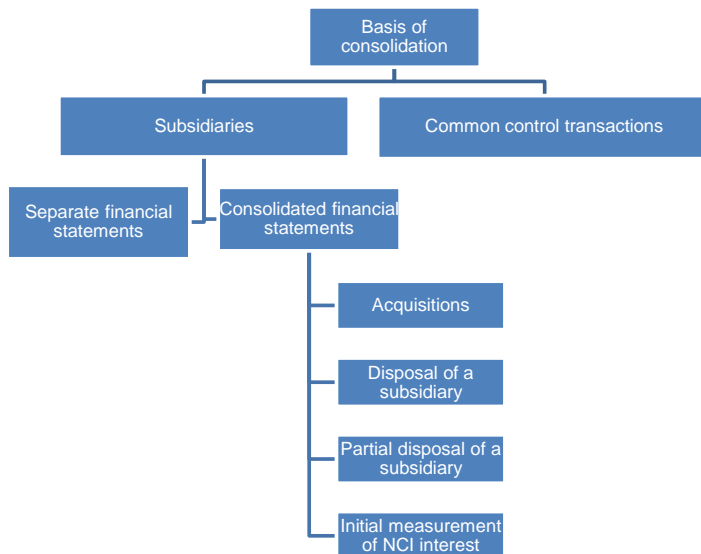 Basis of
consolidation
Subsidiaries
Common control transactions
Separate financial
statements
Consolidated financial
statements
Acquisitions
Disposal of a
subsidiary
Partial disposal of a
subsidiary
Initial measurement
of NCI interest